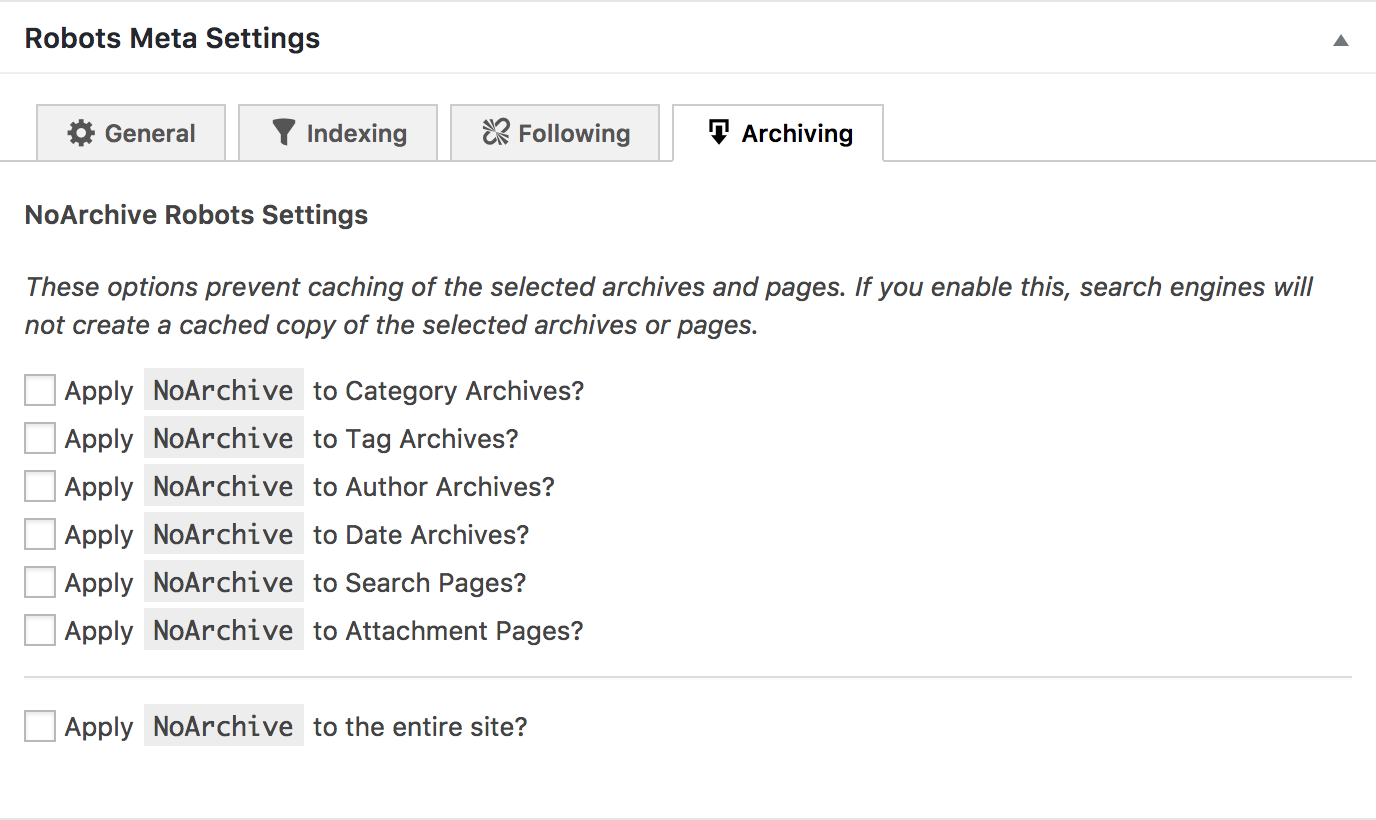 Robots Meta Settings
General Indexing Following Archiving
NoArchive Robots Settings
These options prevent caching of the selected archives and pages. If you enable this, search engines will
not create a cached copy of the selected archives or pages.
Apply NoArchive to Category Archives?
Apply NoArchive to Tag Archives?
Apply NoArchive to Author Archives?
Apply NoArchive to Date Archives?
Apply NoArchive to Search Pages?
Apply NoArchive to Attachment Pages?
Apply NoArchive to the entire site?